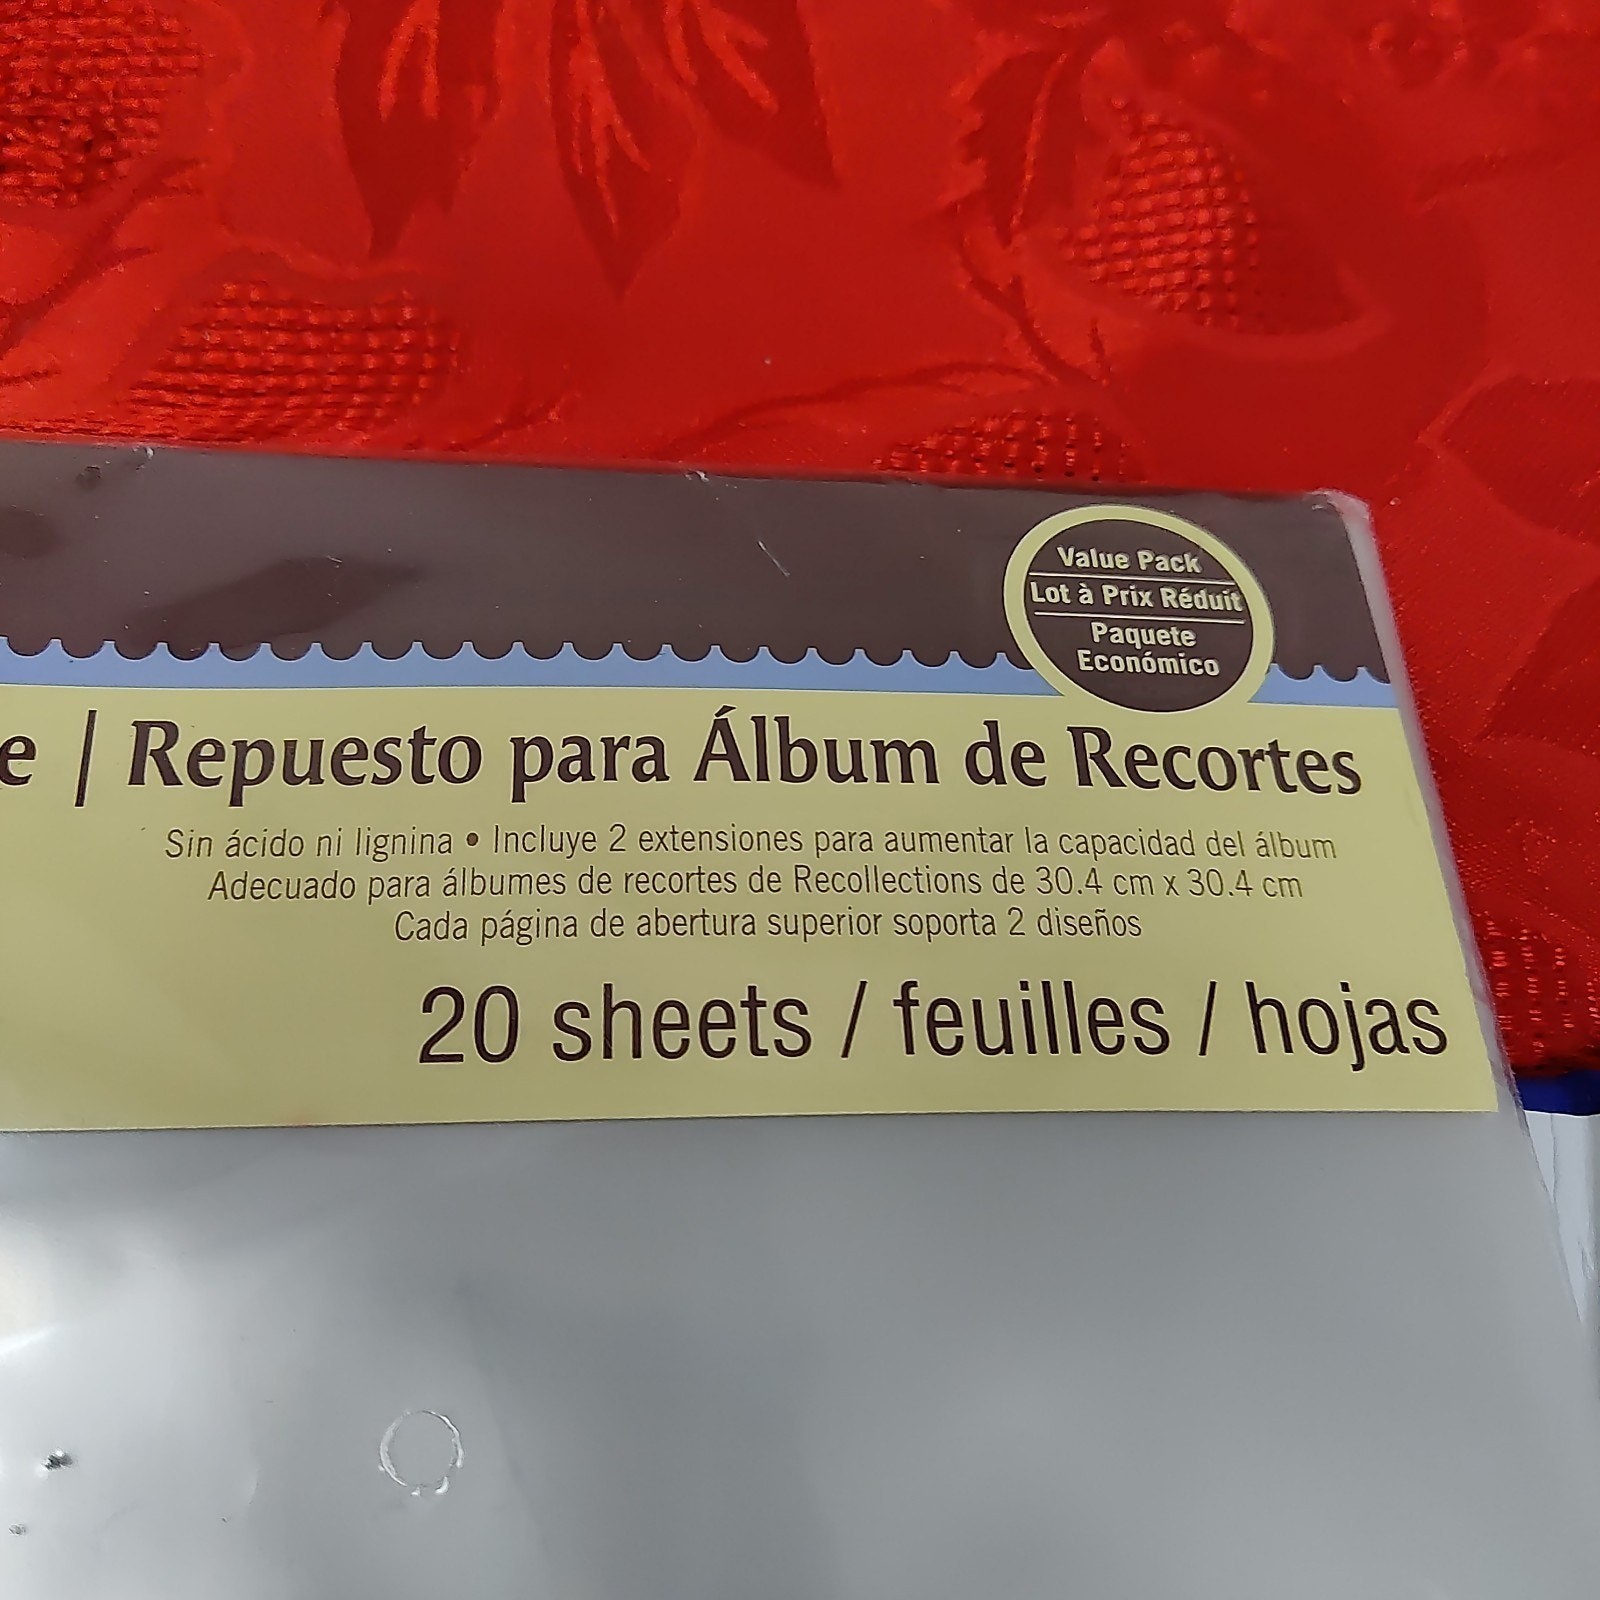 Value Pack
Lot à Prix Réduit
Paquete
Económico
e | Repuesto para Álbum de Recortes
Sin ácido ni lignina • Incluye 2 extensiones para aumentar la capacidad del álbum
Adecuado para álbumes de recortes de Recollections de 30.4 cm x 30.4 cm
Cada página de abertura superior soporta 2 diseños
20 sheets / feuilles / hojas